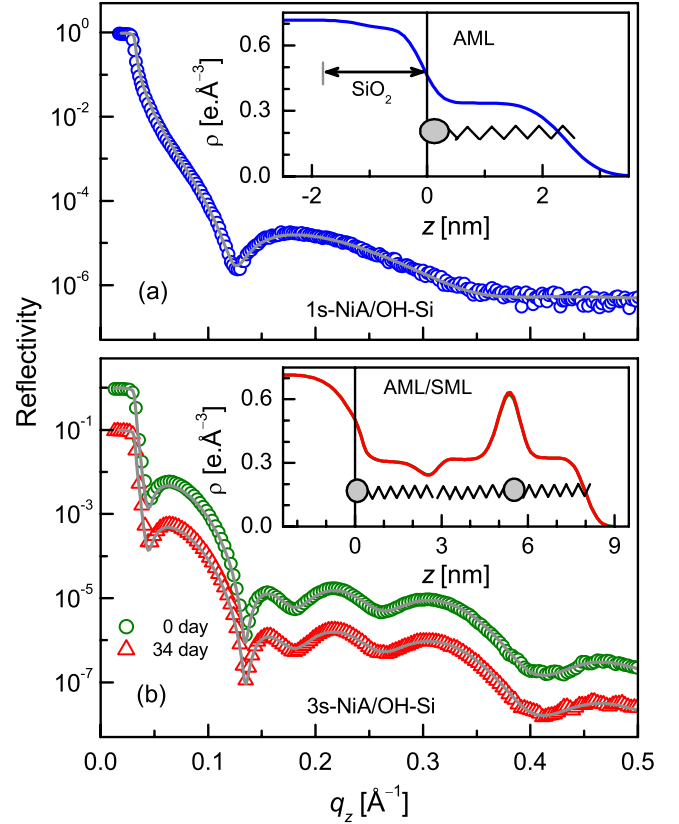 10⁰
10⁻²
10⁻⁴
10⁻⁶
(a)
1s-NiA/OH-Si
0.6
0.3
0.0
ρ [e.Å⁻³]
AML
SiO₂
-2
0
2
z [nm]
Reflectivity
10⁻¹
10⁻³
10⁻⁵
10⁻⁷
0 day
34 day
(b)
3s-NiA/OH-Si
0.6
0.3
0.0
ρ [e.Å⁻³]
AML/SML
0
3
6
9
z [nm]
0.0
0.1
0.2
0.3
0.4
0.5
q_z [Å⁻¹]